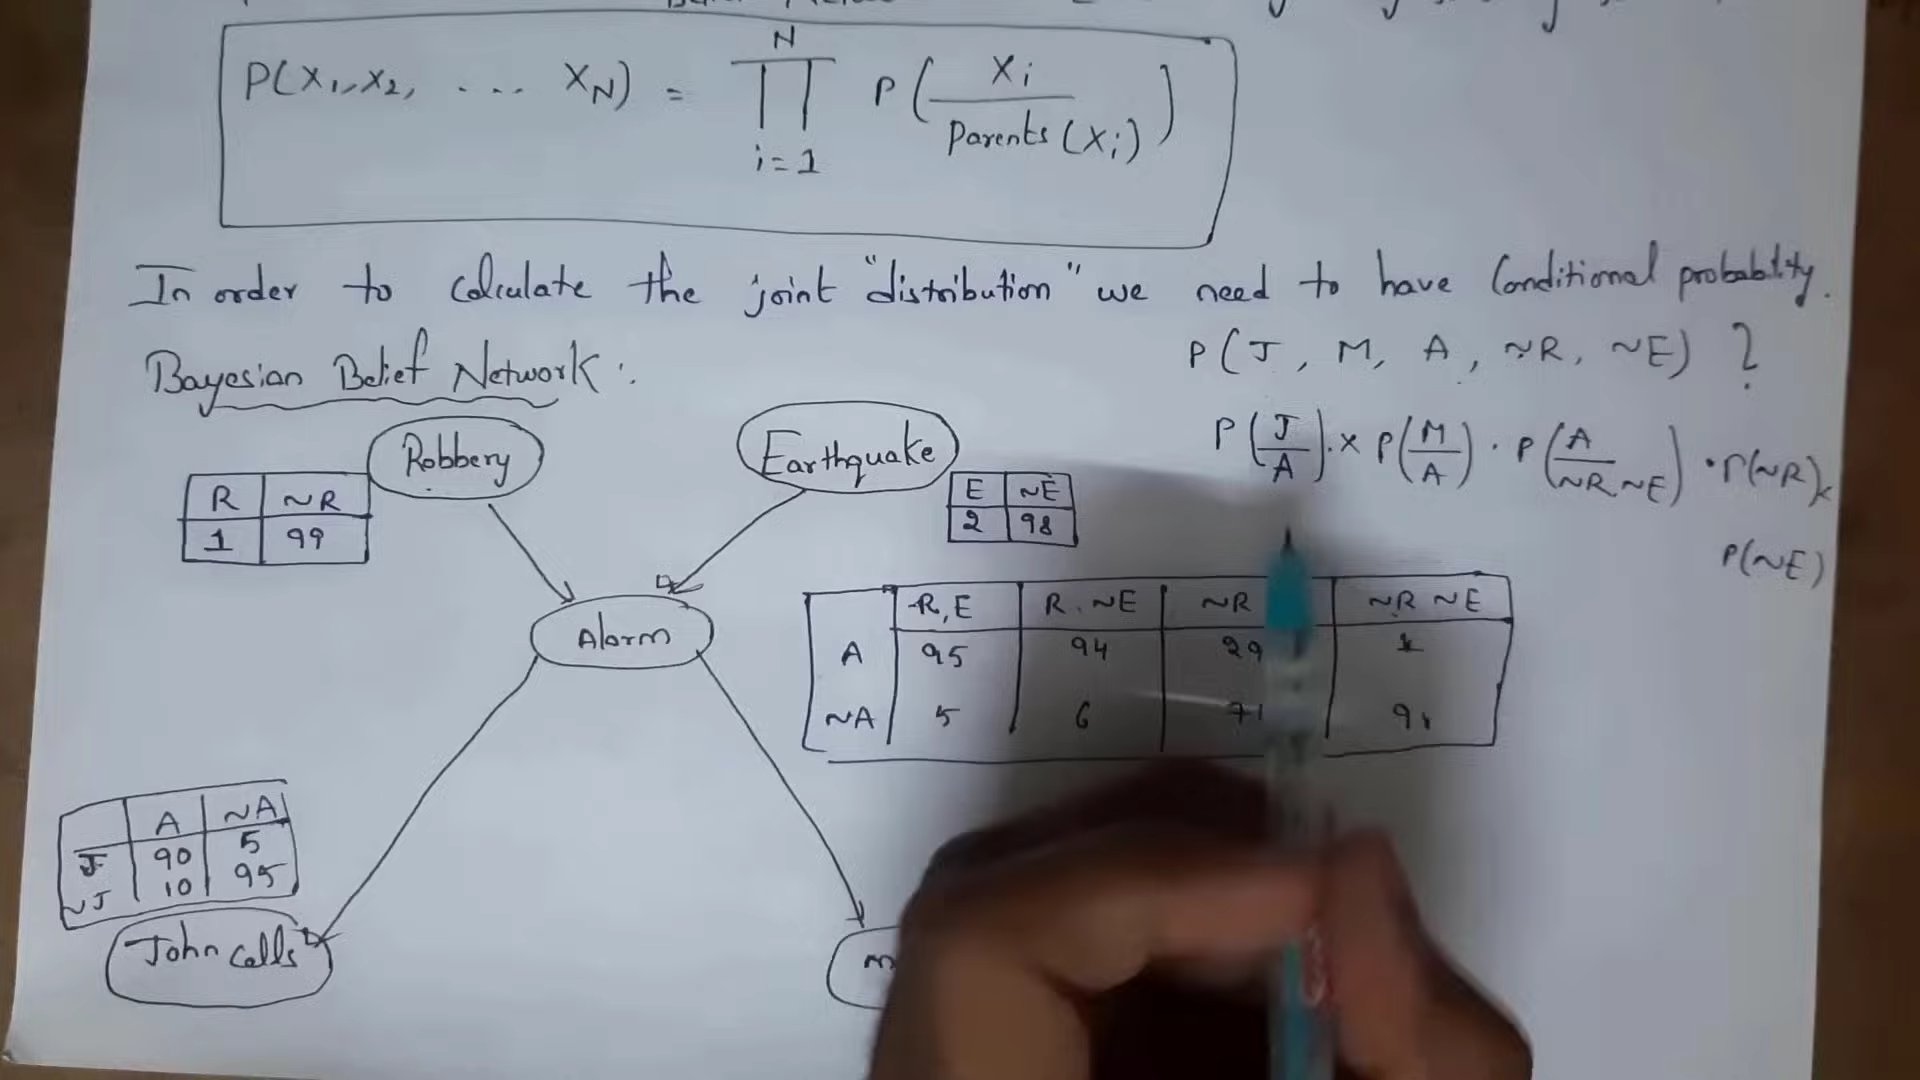 N
P(X₁, X₂, . ... X_N) = ∏ P( Xᵢ / Parents (Xᵢ) )
i=1
In order to calculate the joint "distribution" we need to have Conditional probability.
P(J, M, A, ~R, ~E) ?
Bayesian Belief Network:
P(J/A).x P(M/A) . P(A/~R ~E) . P(~R) x
P(~E)
Robbery
R ~R
1 99
Earthquake
E ~E
2 98
Alarm
R, E R. ~E ~R ~R ~E
A 95 94 29
~A 5 6 71
A ~A
J 90 5
~J 10 95
John calls
m